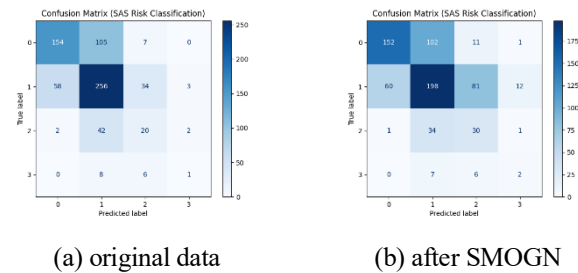 Confusion Matrix (SAS Risk Classification)
0 154 105 7 0
1 58 256 34 3
2 2 42 20 2
3 0 8 6 1
0 1 2 3
True label
Predicted label
250
200
150
100
50
0
(a) original data
Confusion Matrix (SAS Risk Classification)
0 152 102 11 1
1 60 198 81 12
2 1 34 30 1
3 0 7 6 2
0 1 2 3
True label
Predicted label
175
150
125
100
75
50
25
0
(b) after SMOGN